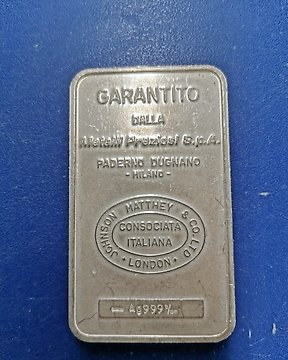 GARANTITO
DALLA
Metalli Preziosi S.p.A.
PADERNO DUGNANO
- MILANO -
JOHNSON MATTHEY & CO. LTD
CONSOCIATA
ITALIANA
• LONDON •
Ag999‰